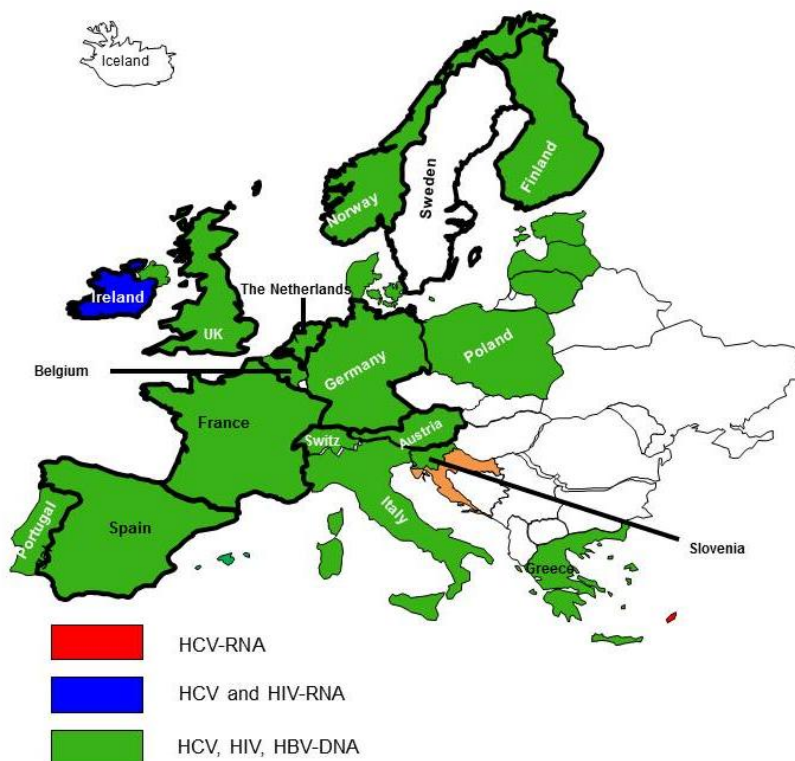 Iceland
Norway
Sweden
Finland
Ireland
UK
The Netherlands
Belgium
Germany
Poland
France
Switz
Austria
Italy
Portugal
Spain
Slovenia
Greece
HCV-RNA
HCV and HIV-RNA
HCV, HIV, HBV-DNA